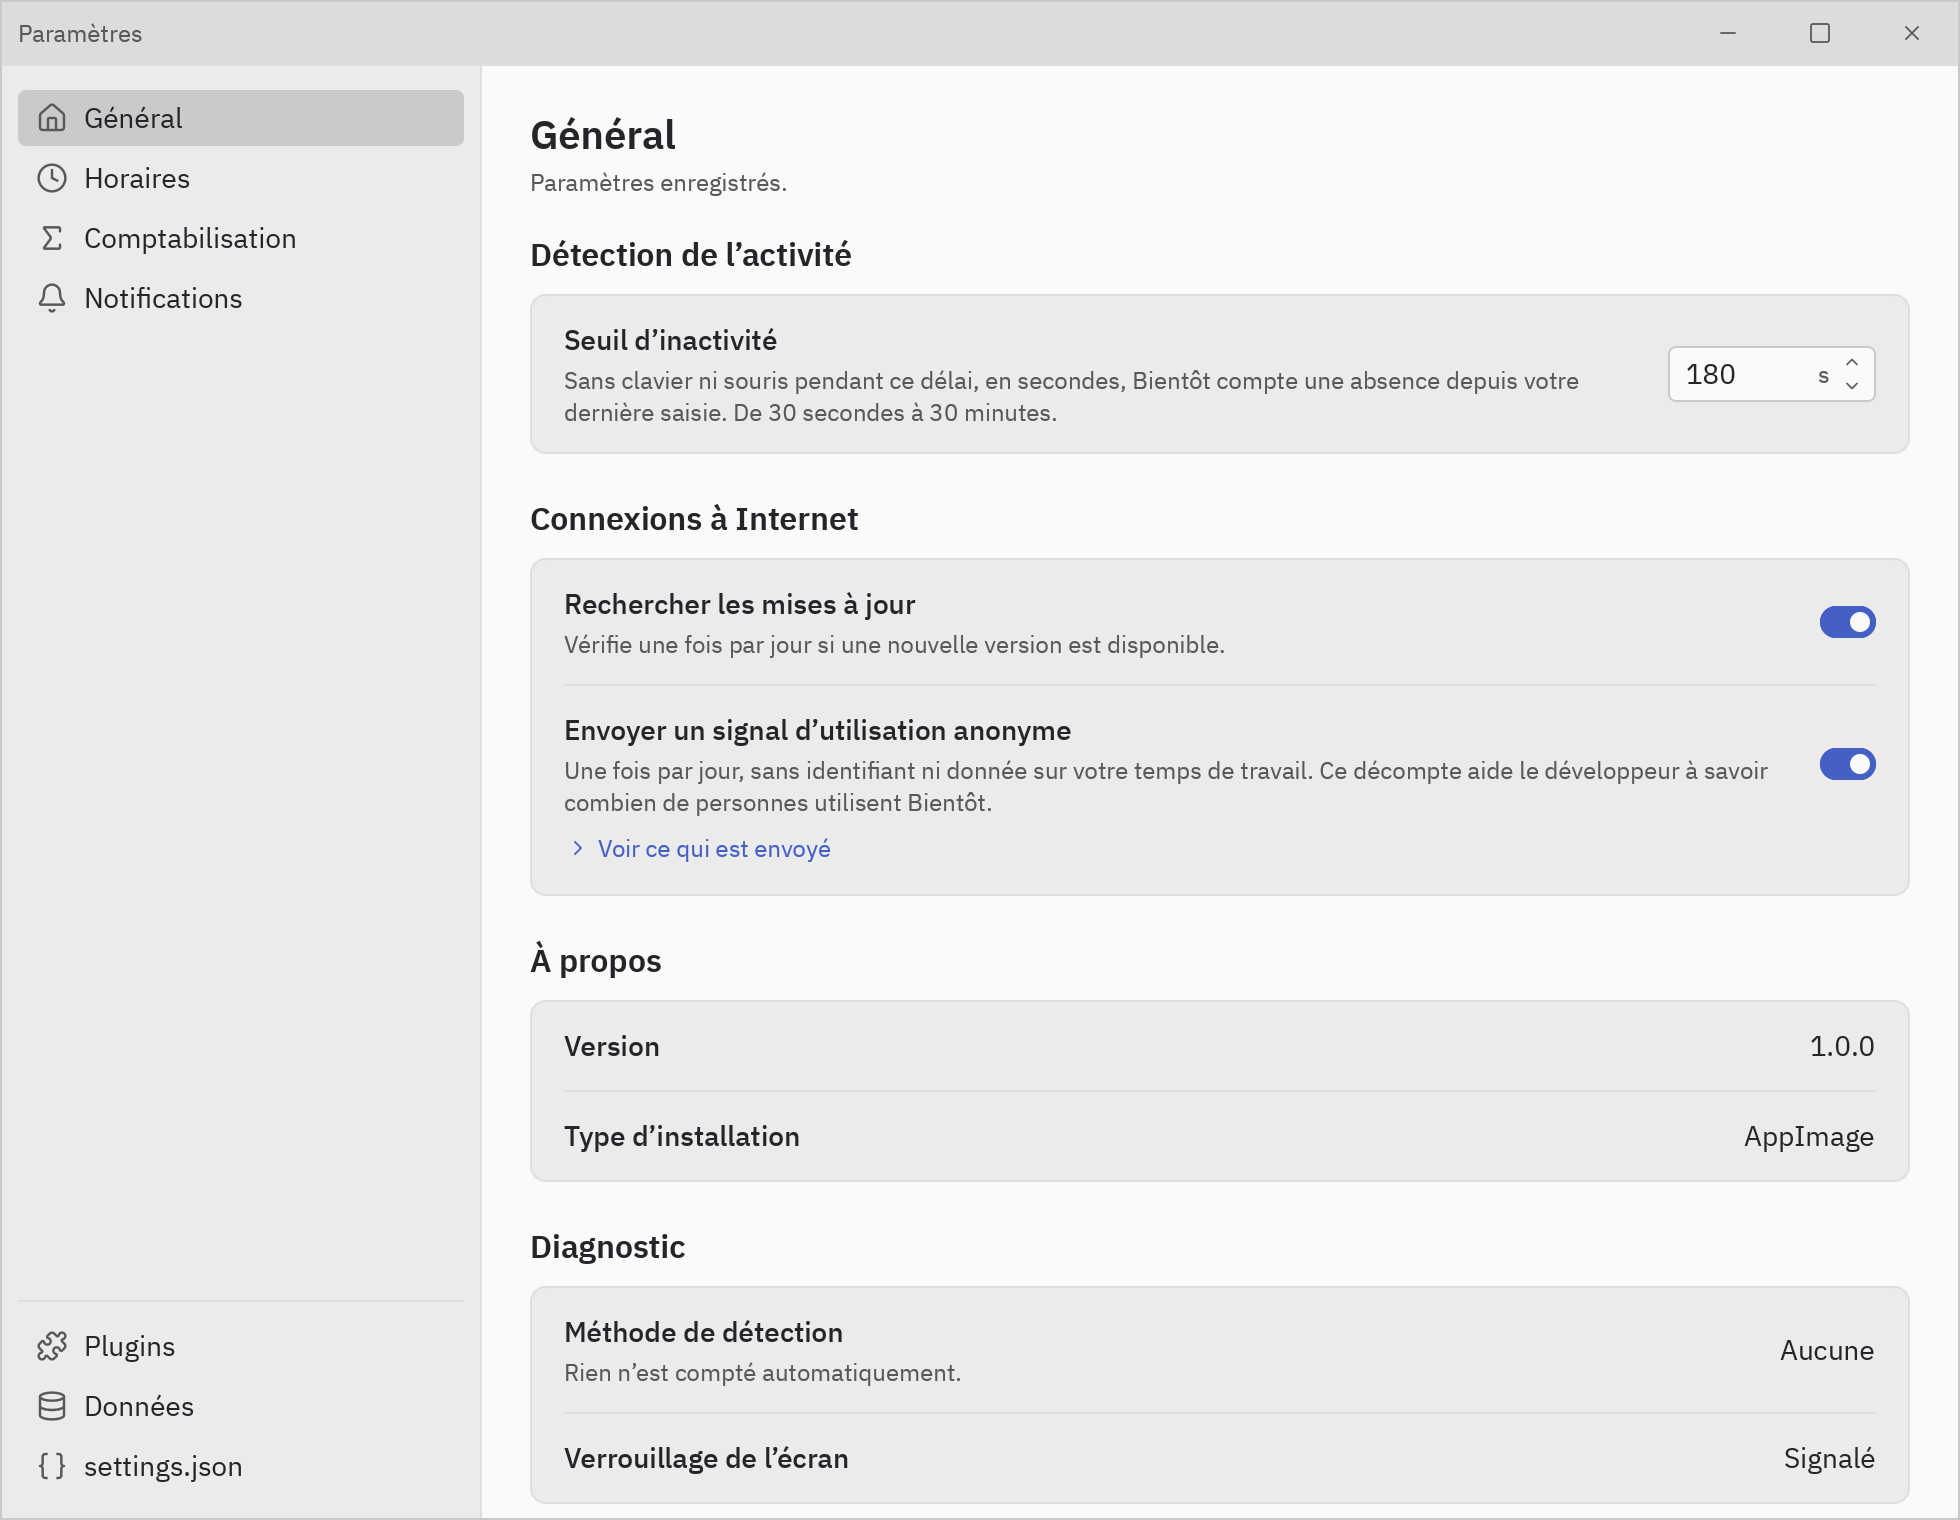 Paramètres
Général
Horaires
Comptabilisation
Notifications
Plugins
Données
settings.json
Général
Paramètres enregistrés.
Détection de l’activité
Seuil d’inactivité
Sans clavier ni souris pendant ce délai, en secondes, Bientôt compte une absence depuis votre
dernière saisie. De 30 secondes à 30 minutes.
180 s
Connexions à Internet
Rechercher les mises à jour
Vérifie une fois par jour si une nouvelle version est disponible.
Envoyer un signal d’utilisation anonyme
Une fois par jour, sans identifiant ni donnée sur votre temps de travail. Ce décompte aide le développeur à savoir
combien de personnes utilisent Bientôt.
Voir ce qui est envoyé
À propos
Version 1.0.0
Type d’installation AppImage
Diagnostic
Méthode de détection
Rien n’est compté automatiquement.
Aucune
Verrouillage de l’écran Signalé